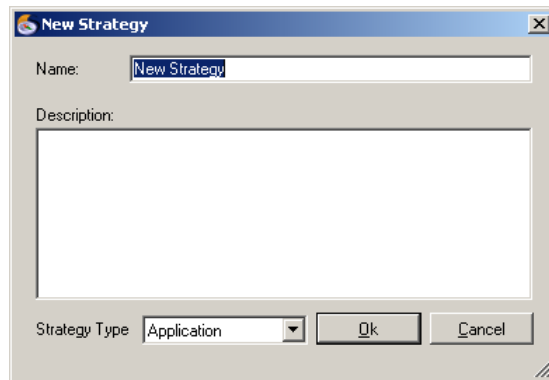 New Strategy
Name: New Strategy
Description:
Strategy Type Application Ok Cancel